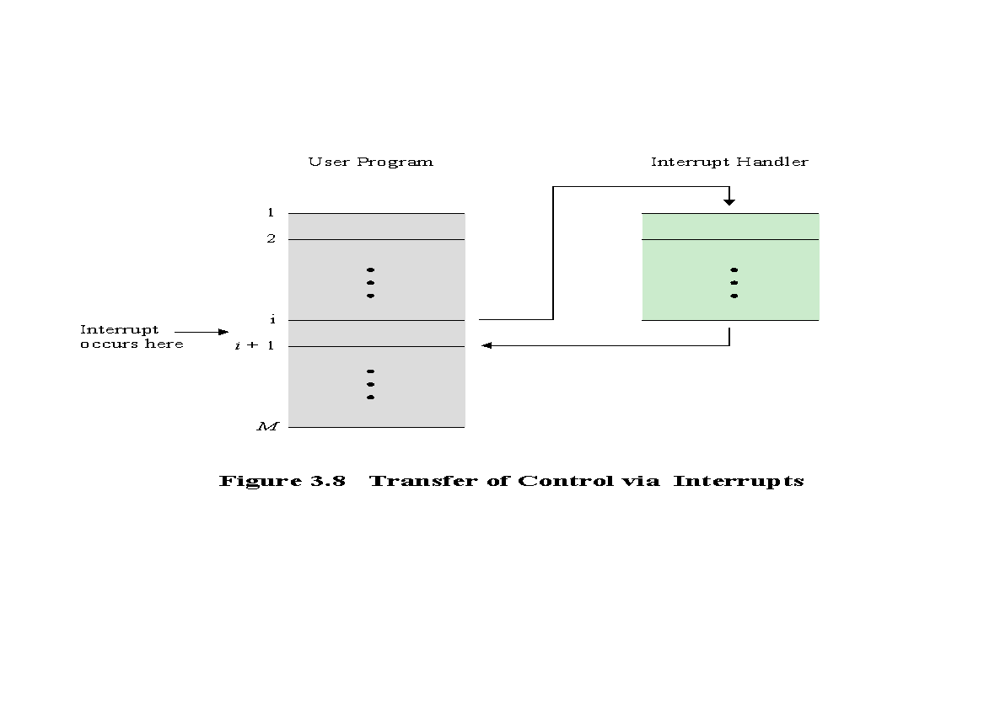 User Program
Interrupt Handler
1
2
i
Interrupt
occurs here
i + 1
M
Figure 3.8 Transfer of Control via Interrupts